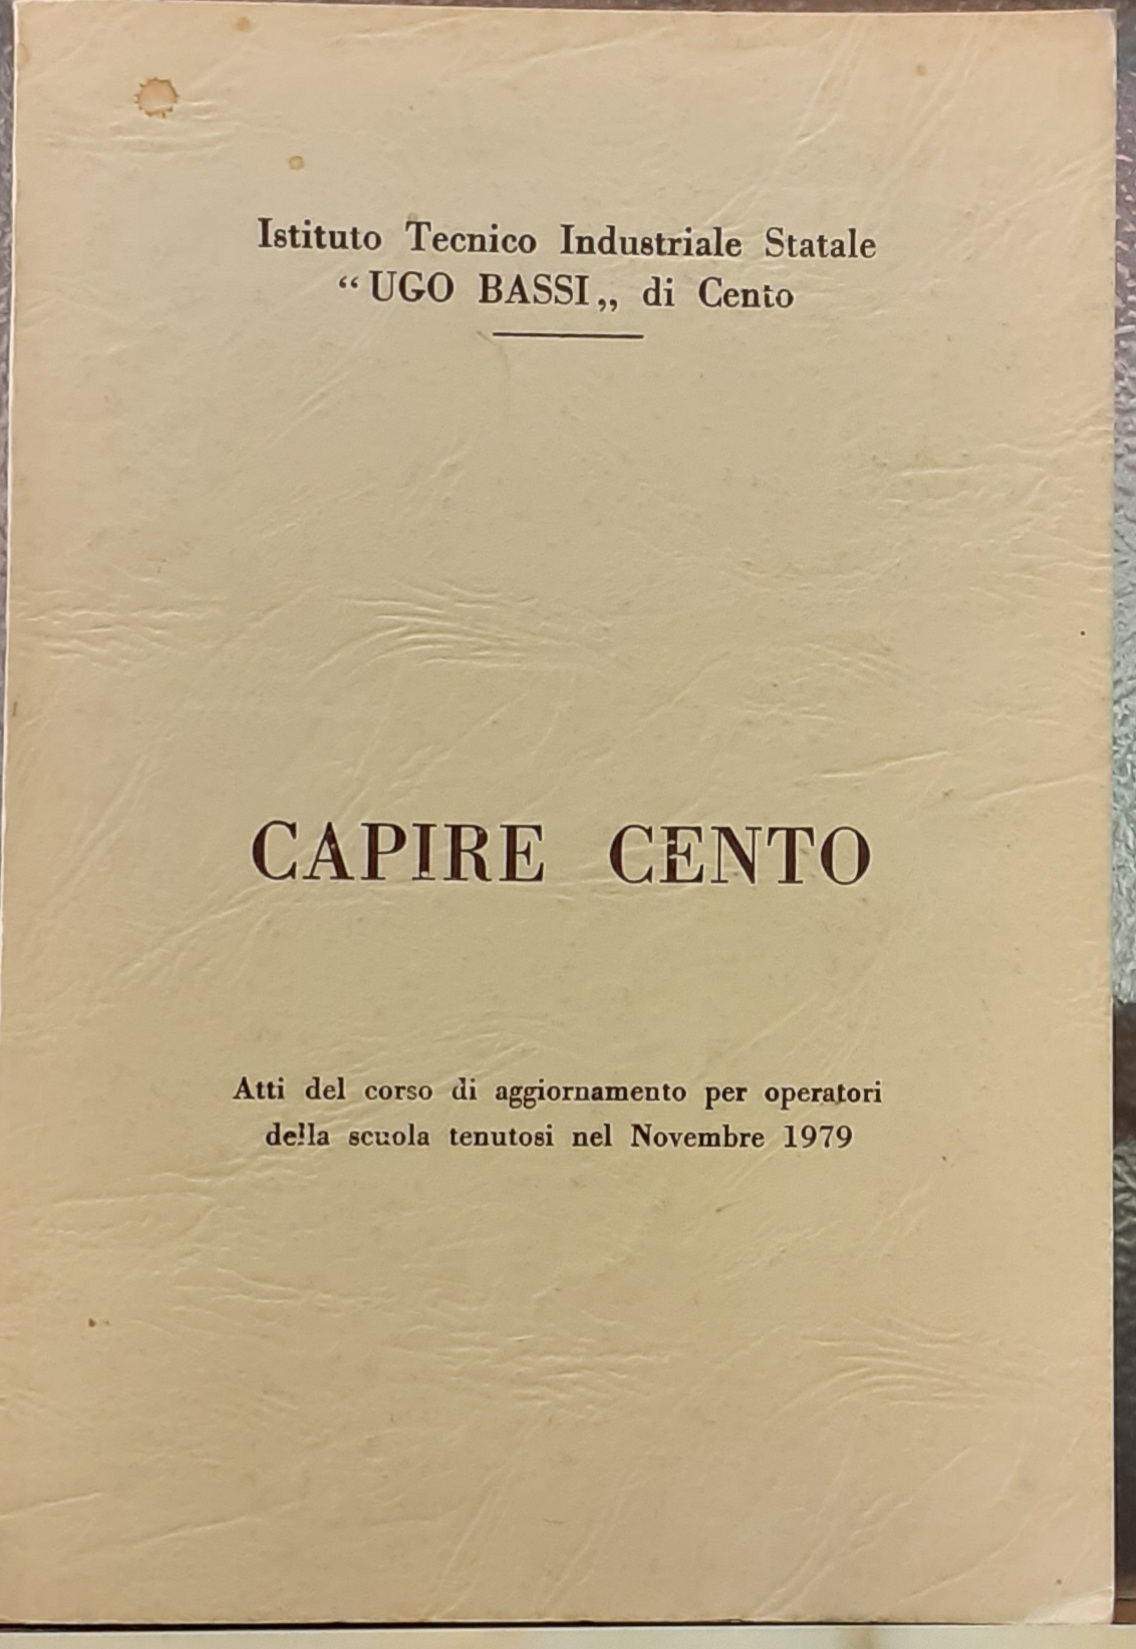 Istituto Tecnico Industriale Statale
“UGO BASSI„ di Cento
CAPIRE CENTO
Atti del corso di aggiornamento per operatori
della scuola tenutosi nel Novembre 1979